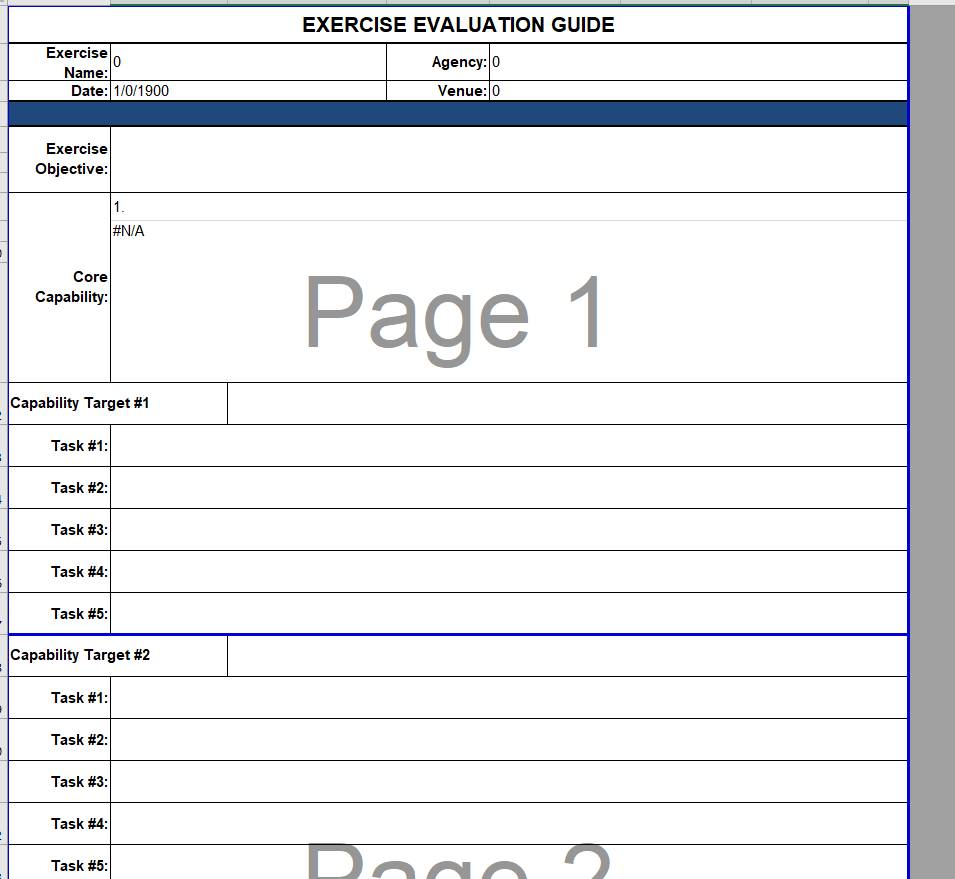 EXERCISE EVALUATION GUIDE
Exercise
Name:
0
Agency:
0
Date:
1/0/1900
Venue:
0
Exercise
Objective:
Core
Capability:
1.
#N/A
Page 1
Capability Target #1
Task #1:
Task #2:
Task #3:
Task #4:
Task #5:
Capability Target #2
Task #1:
Task #2:
Task #3:
Task #4:
Task #5:
Page 2